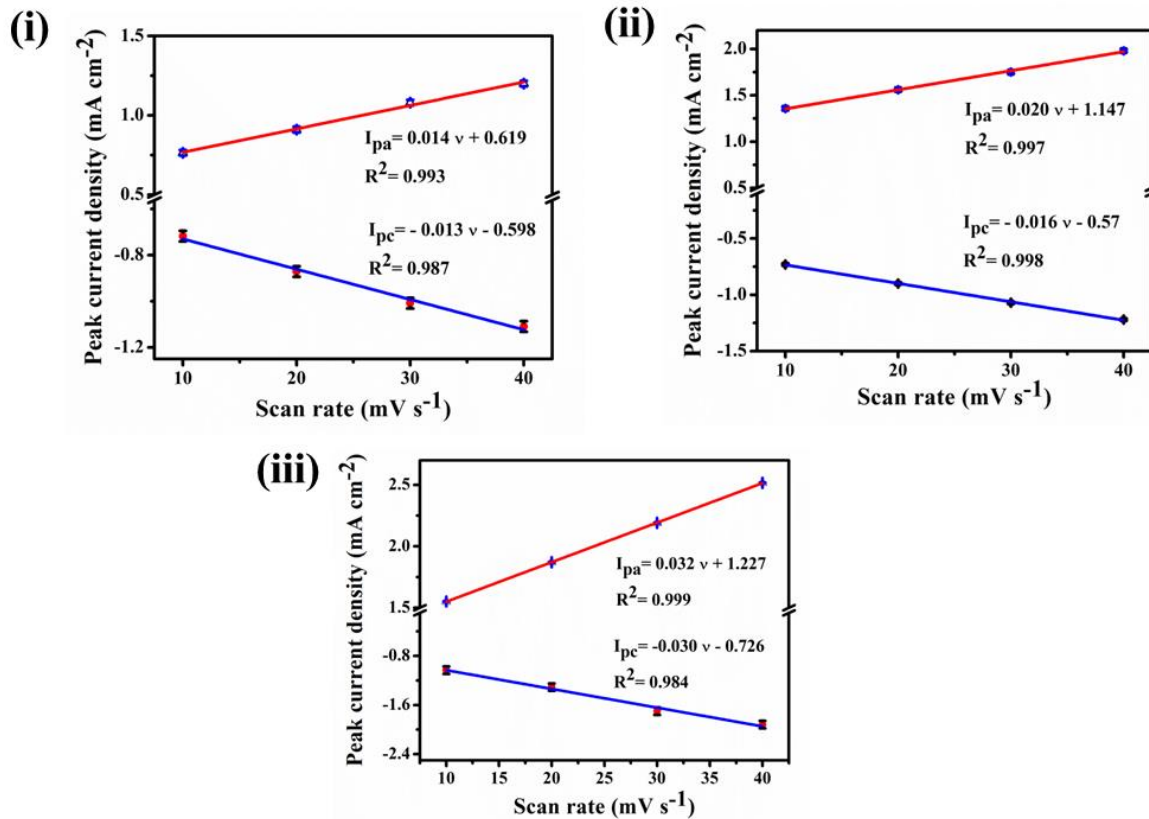 (i)
Peak current density (mA cm⁻²)
1.5
1.0
0.5
-0.8
-1.2
I_pa= 0.014 ν + 0.619
R²= 0.993
I_pc= - 0.013 ν - 0.598
R²= 0.987
10 20 30 40
Scan rate (mV s⁻¹)
(ii)
Peak current density (mA cm⁻²)
2.0
1.5
1.0
0.5
-0.5
-1.0
-1.5
I_pa= 0.020 ν + 1.147
R²= 0.997
I_pc= - 0.016 ν - 0.57
R²= 0.998
10 20 30 40
Scan rate (mV s⁻¹)
(iii)
Peak current density (mA cm⁻²)
2.5
2.0
1.5
-0.8
-1.6
-2.4
I_pa= 0.032 ν + 1.227
R²= 0.999
I_pc= -0.030 ν - 0.726
R²= 0.984
10 15 20 25 30 35 40
Scan rate (mV s⁻¹)